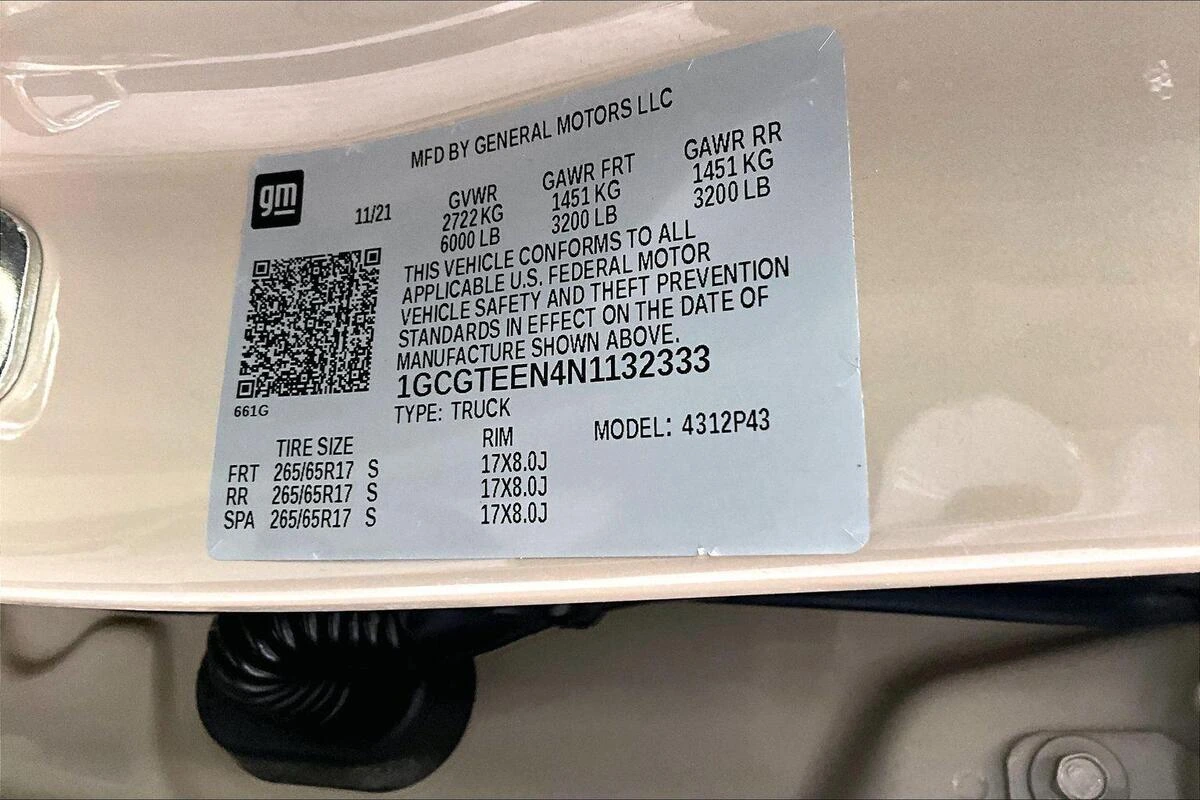 MFD BY GENERAL MOTORS LLC
gm
11/21
GVWR GAWR FRT GAWR RR
2722 KG 1451 KG 1451 KG
6000 LB 3200 LB 3200 LB
THIS VEHICLE CONFORMS TO ALL
APPLICABLE U.S. FEDERAL MOTOR
VEHICLE SAFETY AND THEFT PREVENTION
STANDARDS IN EFFECT ON THE DATE OF
MANUFACTURE SHOWN ABOVE.
1GCGTEEN4N1132333
661G
TYPE: TRUCK MODEL: 4312P43
TIRE SIZE RIM
FRT 265/65R17 S 17X8.0J
RR 265/65R17 S 17X8.0J
SPA 265/65R17 S 17X8.0J